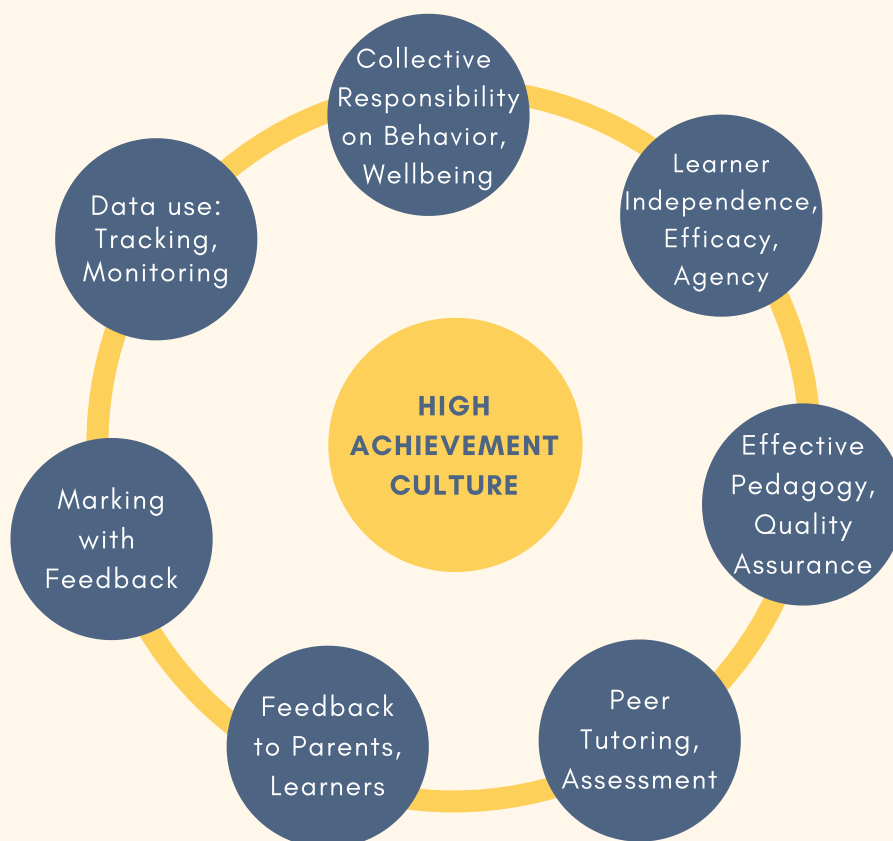 Collective
Responsibility
on Behavior,
Wellbeing
Learner
Independence,
Efficacy,
Agency
Effective
Pedagogy,
Quality
Assurance
Peer
Tutoring,
Assessment
Feedback
to Parents,
Learners
Marking
with
Feedback
Data use:
Tracking,
Monitoring
HIGH
ACHIEVEMENT
CULTURE